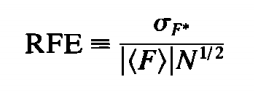 RFE ≡ σ_{F*} / |⟨F⟩|N^{1/2}